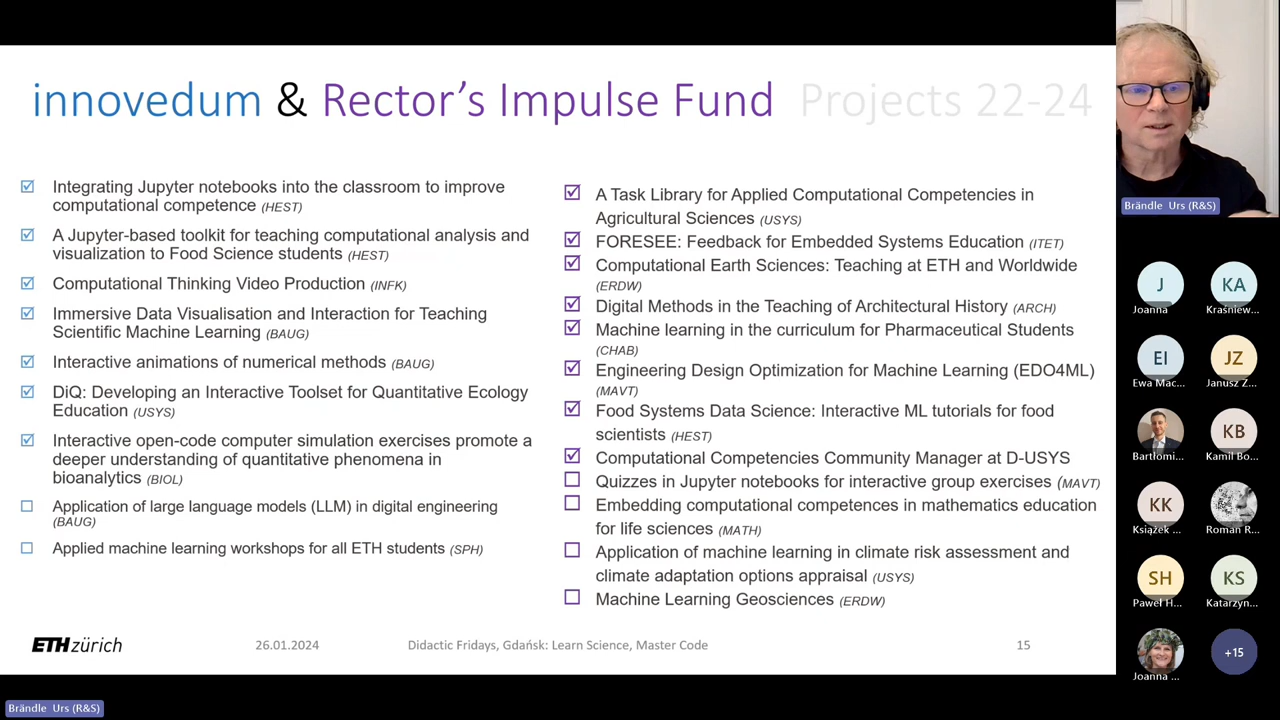 innovedum & Rector's Impulse Fund Projects 22-24
Integrating Jupyter notebooks into the classroom to improve
computational competence (HEST)
A Jupyter-based toolkit for teaching computational analysis and
visualization to Food Science students (HEST)
Computational Thinking Video Production (INFK)
Immersive Data Visualisation and Interaction for Teaching
Scientific Machine Learning (BAUG)
Interactive animations of numerical methods (BAUG)
DiQ: Developing an Interactive Toolset for Quantitative Ecology
Education (USYS)
Interactive open-code computer simulation exercises promote a
deeper understanding of quantitative phenomena in
bioanalytics (BIOL)
Application of large language models (LLM) in digital engineering
(BAUG)
Applied machine learning workshops for all ETH students (SPH)
A Task Library for Applied Computational Competencies in
Agricultural Sciences (USYS)
FORESEE: Feedback for Embedded Systems Education (ITET)
Computational Earth Sciences: Teaching at ETH and Worldwide
(ERDW)
Digital Methods in the Teaching of Architectural History (ARCH)
Machine learning in the curriculum for Pharmaceutical Students
(CHAB)
Engineering Design Optimization for Machine Learning (EDO4ML)
(MAVT)
Food Systems Data Science: Interactive ML tutorials for food
scientists (HEST)
Computational Competencies Community Manager at D-USYS
Quizzes in Jupyter notebooks for interactive group exercises (MAVT)
Embedding computational competences in mathematics education
for life sciences (MATH)
Application of machine learning in climate risk assessment and
climate adaptation options appraisal (USYS)
Machine Learning Geosciences (ERDW)
ETH zürich
26.01.2024
Didactic Fridays, Gdańsk: Learn Science, Master Code
15
Brändle Urs (R&S)
Brändle Urs (R&S)
J
Joanna
KA
Kraśniew...
EI
Ewa Mac...
JZ
Janusz Z...
Bartłomi...
KB
Kamil Bo...
KK
Książek ...
Roman R...
SH
Paweł H...
KS
Katarzyn...
Joanna ...
+15